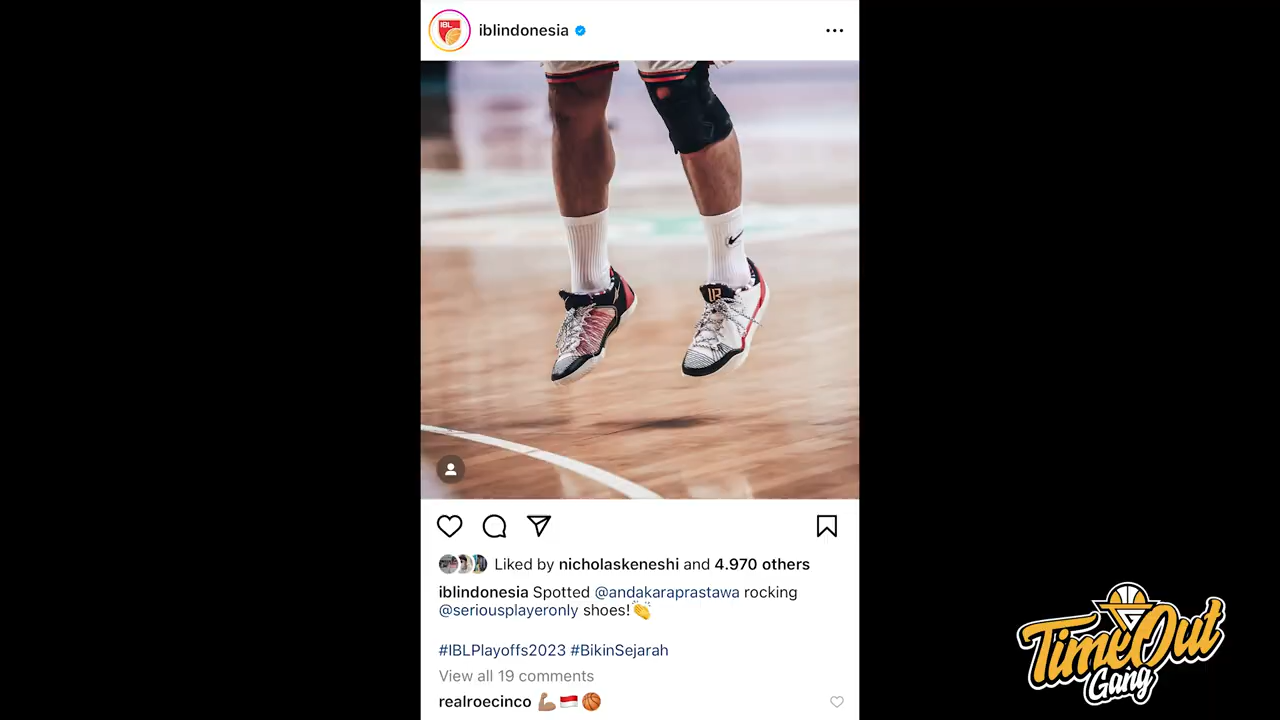 IBL
iblindonesia
Liked by nicholaskeneshi and 4.970 others
iblindonesia Spotted @andakaraprastawa rocking
@seriousplayeronly shoes!👏
#IBLPlayoffs2023 #BikinSejarah
View all 19 comments
realroecinco 💪🏽🇮🇩🏀
TimeOut
Gang